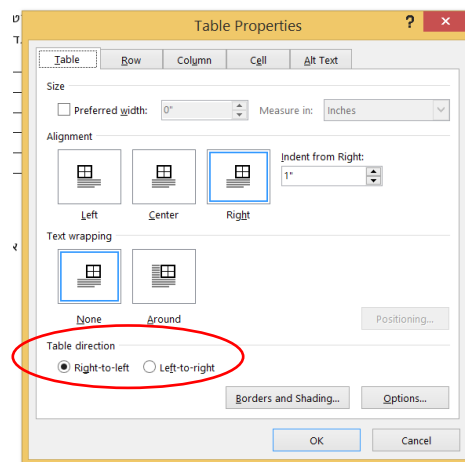 Table Properties
? ×
Table Row Column Cell Alt Text
Size
Preferred width: 0" Measure in: Inches
Alignment
Indent from Right:
1"
Left Center Right
Text wrapping
None Around Positioning...
Table direction
Right-to-left Left-to-right
Borders and Shading... Options...
OK Cancel